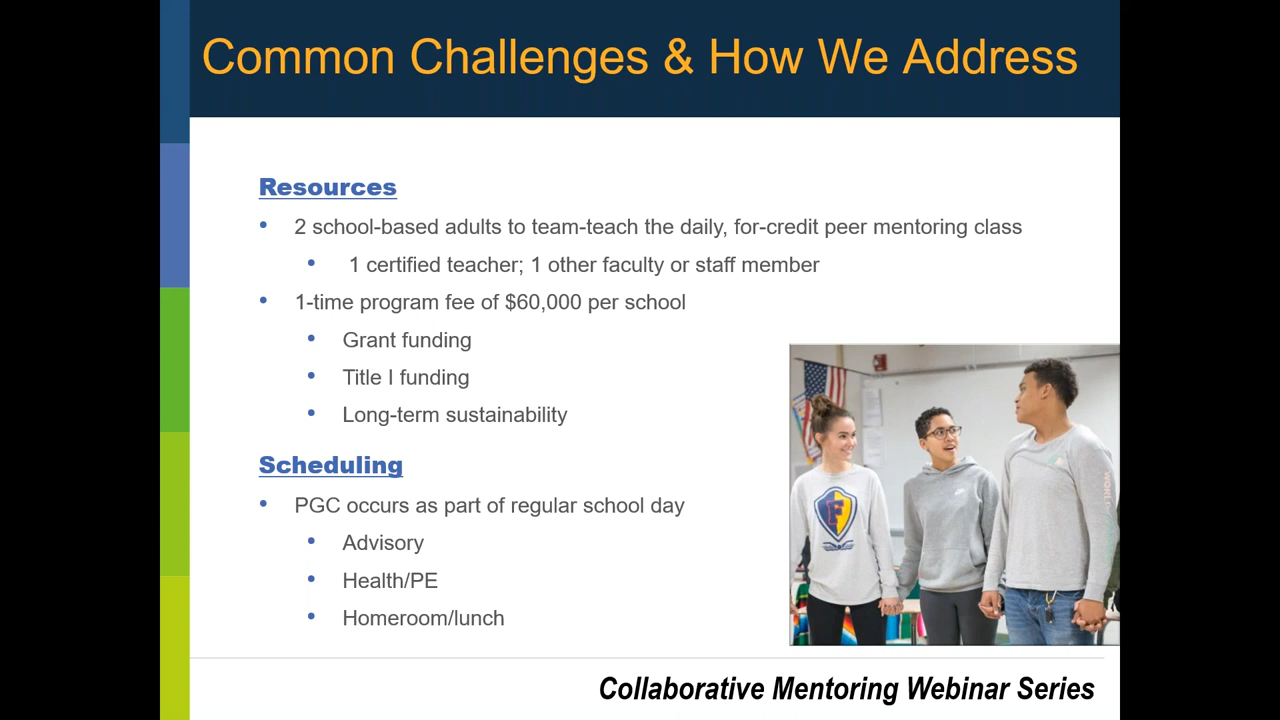 Common Challenges & How We Address
Resources
• 2 school-based adults to team-teach the daily, for-credit peer mentoring class
• 1 certified teacher; 1 other faculty or staff member
• 1-time program fee of $60,000 per school
• Grant funding
• Title I funding
• Long-term sustainability
Scheduling
• PGC occurs as part of regular school day
• Advisory
• Health/PE
• Homeroom/lunch
F
Collaborative Mentoring Webinar Series